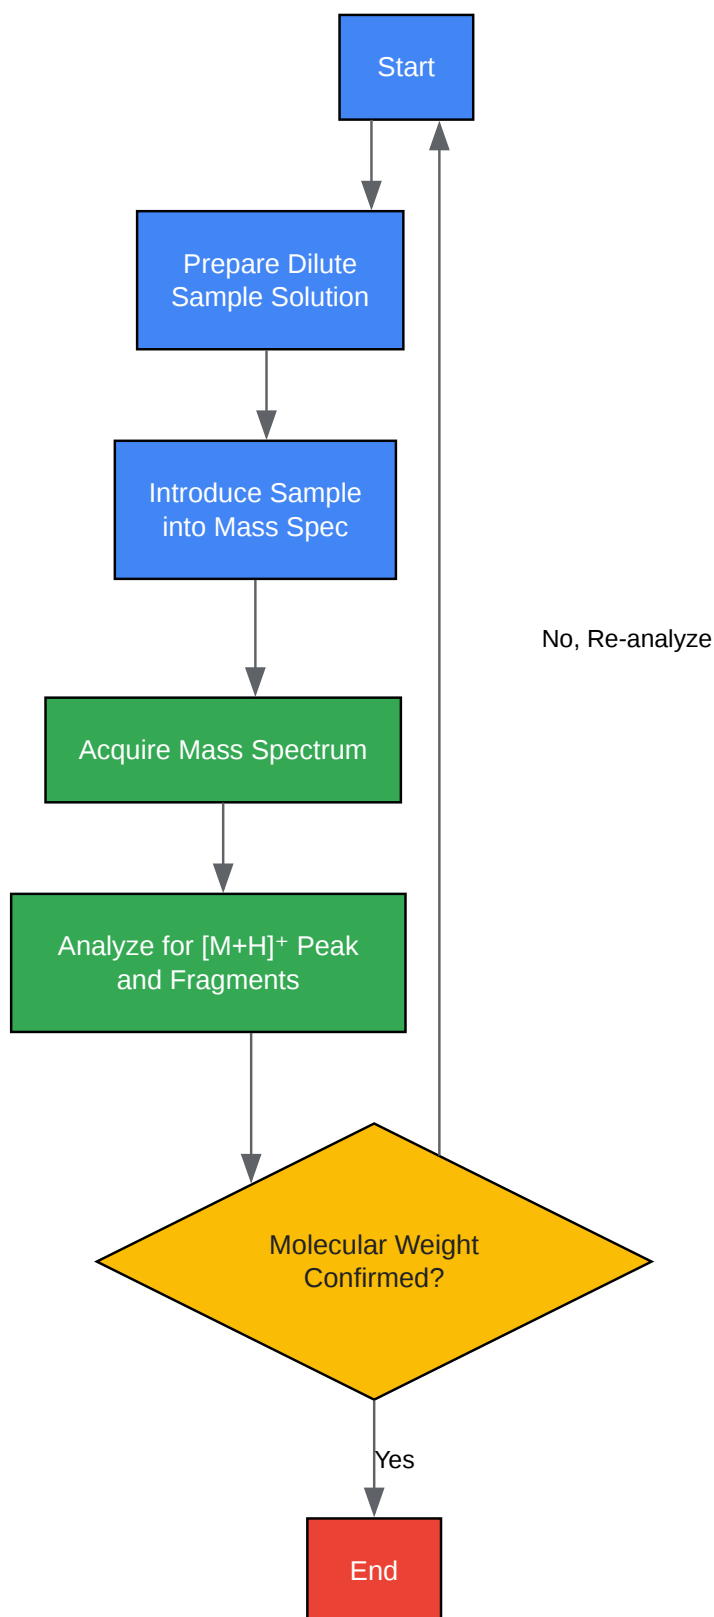 Start
Prepare Dilute
Sample Solution
Introduce Sample
into Mass Spec
No, Re-analyze
Acquire Mass Spectrum
Analyze for [M+H]⁺ Peak
and Fragments
Molecular Weight
Confirmed?
Yes
End